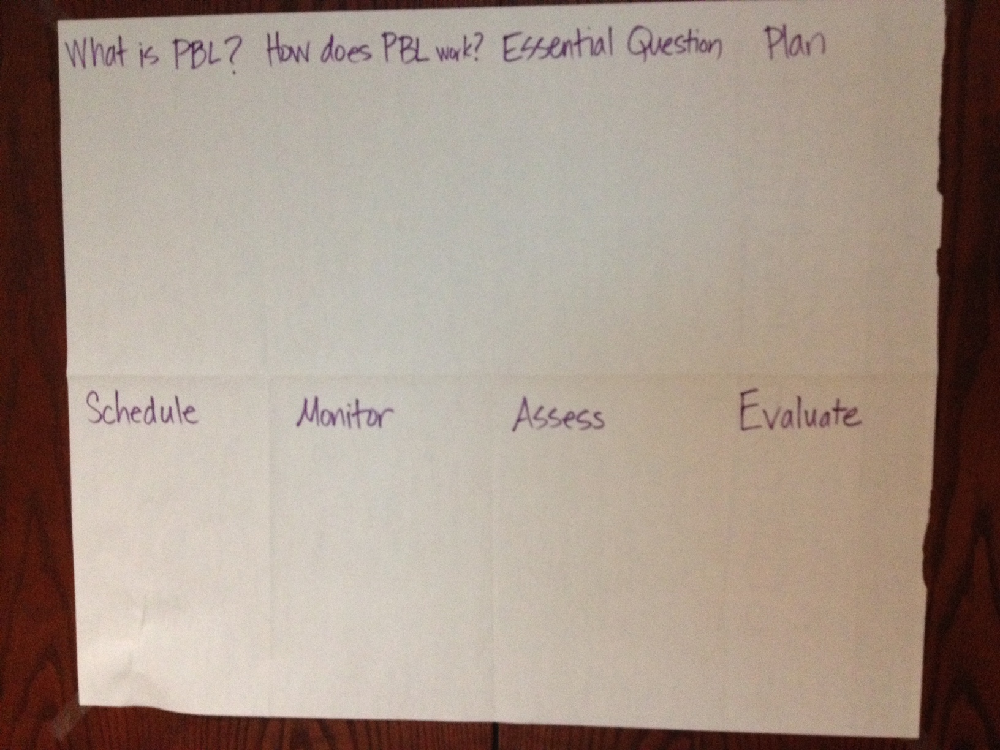 What is PBL? How does PBL work? Essential Question Plan
Schedule Monitor Assess Evaluate